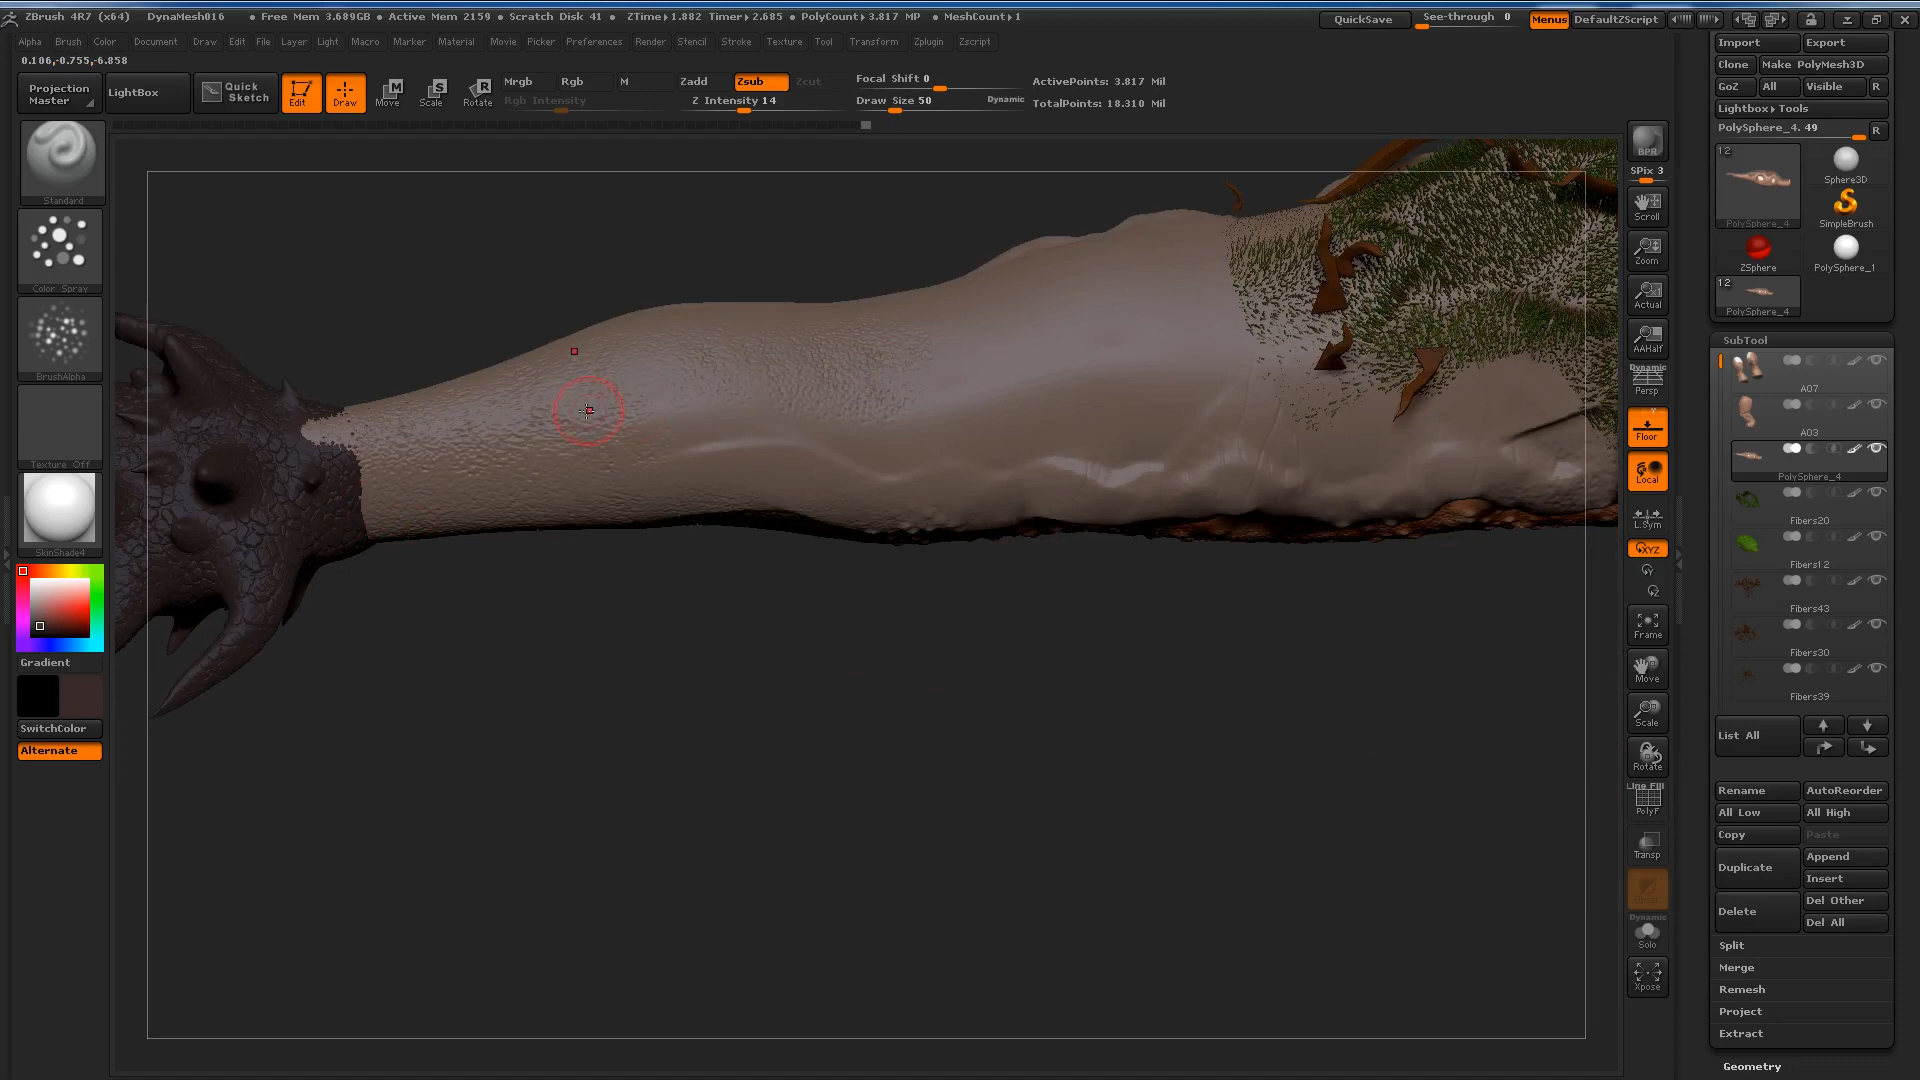 ZBrush 4R7 (x64) DynaMesh016 • Free Mem 3.689GB • Active Mem 2159 • Scratch Disk 41 • ZTime▸1.882 Timer▸2.685 • PolyCount▸3.817 MP • MeshCount▸1
QuickSave See-through 0 Menus DefaultZScript
Alpha Brush Color Document Draw Edit File Layer Light Macro Marker Material Movie Picker Preferences Render Stencil Stroke Texture Tool Transform Zplugin Zscript
0.106,-0.755,-6.858
Projection Master
LightBox
Quick Sketch
Edit Draw Move Scale Rotate
Mrgb Rgb M
Rgb Intensity
Zadd Zsub Zcut
Z Intensity 14
Focal Shift 0
Draw Size 50 Dynamic
ActivePoints: 3.817 Mil
TotalPoints: 18.310 Mil
Standard
Color Spray
BrushAlpha
Texture Off
SkinShade4
Gradient
SwitchColor
Alternate
BPR
SPix 3
Scroll
Zoom
Actual
AAHalf
Dynamic
Persp
Floor
Local
L.Sym
XYZ
Y
Z
Frame
Move
Scale
Rotate
Line Fill
PolyF
Transp
Ghost
Dynamic
Solo
Xpose
Import Export
Clone Make PolyMesh3D
GoZ All Visible R
Lightbox▸Tools
PolySphere_4. 49 R
12
PolySphere_4
Sphere3D
SimpleBrush
ZSphere
PolySphere_1
12
PolySphere_4
SubTool
A07
A03
PolySphere_4
Fibers20
Fibers12
Fibers43
Fibers30
Fibers39
List All
Rename AutoReorder
All Low All High
Copy Paste
Duplicate Append
Insert
Delete Del Other
Del All
Split
Merge
Remesh
Project
Extract
Geometry